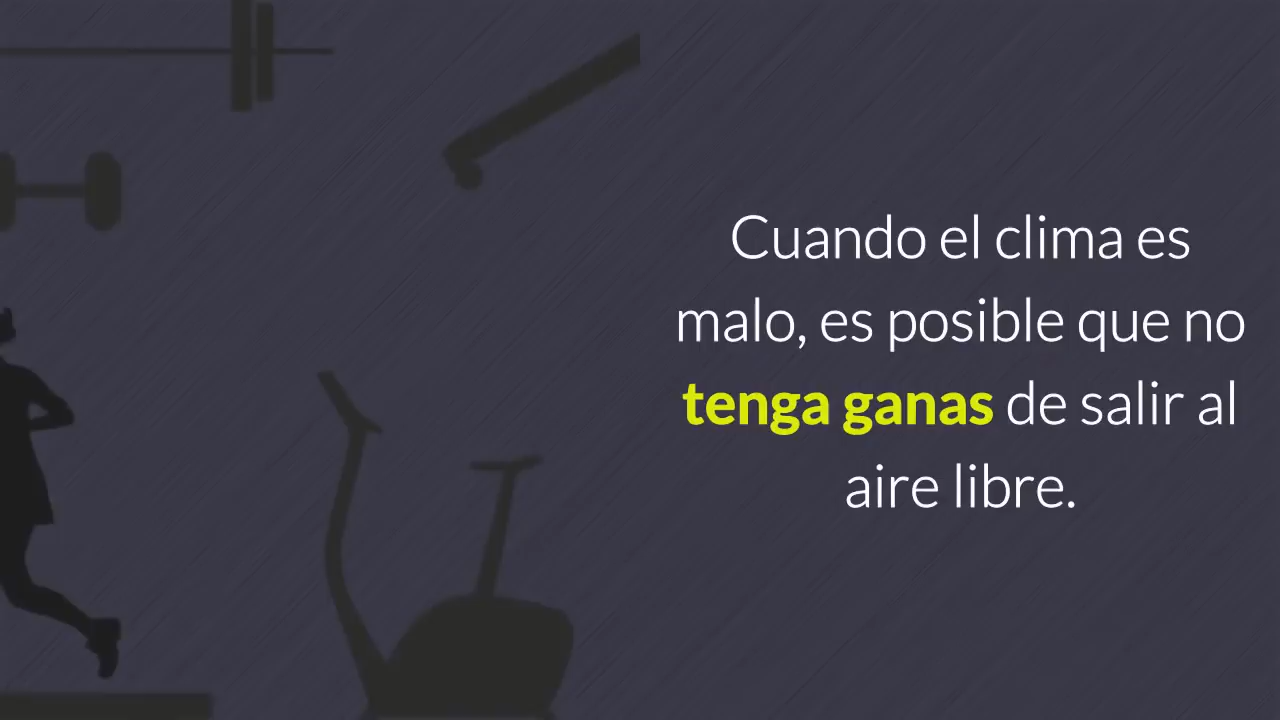 Cuando el clima es
malo, es posible que no
tenga ganas de salir al
aire libre.